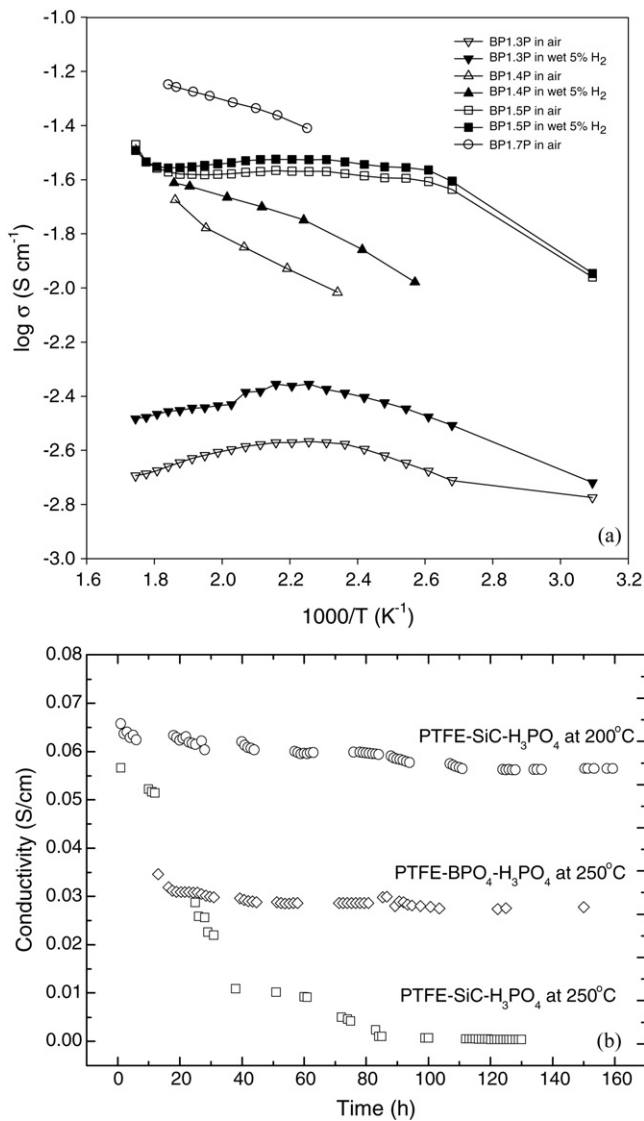 -1.0
-1.2
-1.4
-1.6
-1.8
-2.0
-2.2
-2.4
-2.6
-2.8
-3.0
log σ (S cm⁻¹)
BP1.3P in air
BP1.3P in wet 5% H₂
BP1.4P in air
BP1.4P in wet 5% H₂
BP1.5P in air
BP1.5P in wet 5% H₂
BP1.7P in air
(a)
1.6 1.8 2.0 2.2 2.4 2.6 2.8 3.0 3.2
1000/T (K⁻¹)
0.08
0.07
0.06
0.05
0.04
0.03
0.02
0.01
0.00
Conductivity (S/cm)
PTFE-SiC-H₃PO₄ at 200°C
PTFE-BPO₄-H₃PO₄ at 250°C
PTFE-SiC-H₃PO₄ at 250°C
(b)
0 20 40 60 80 100 120 140 160
Time (h)